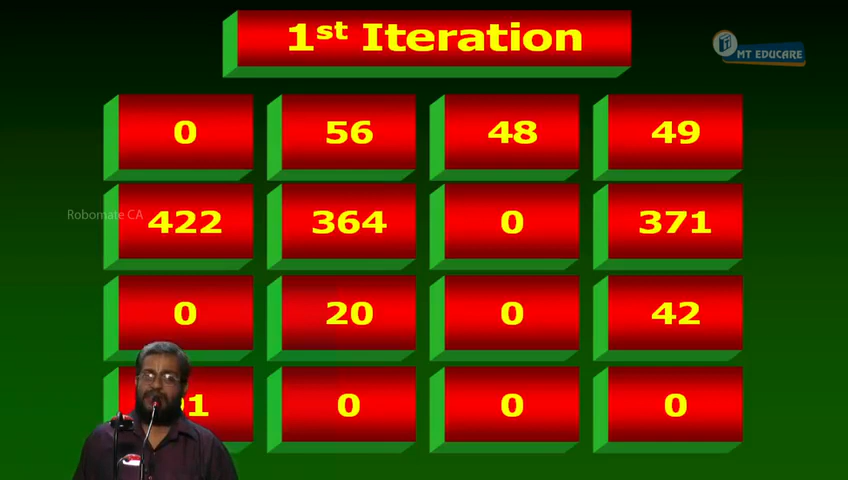 1st Iteration
MT EDUCARE
0 56 48 49
Robomate CA
422 364 0 371
0 20 0 42
0 0 0